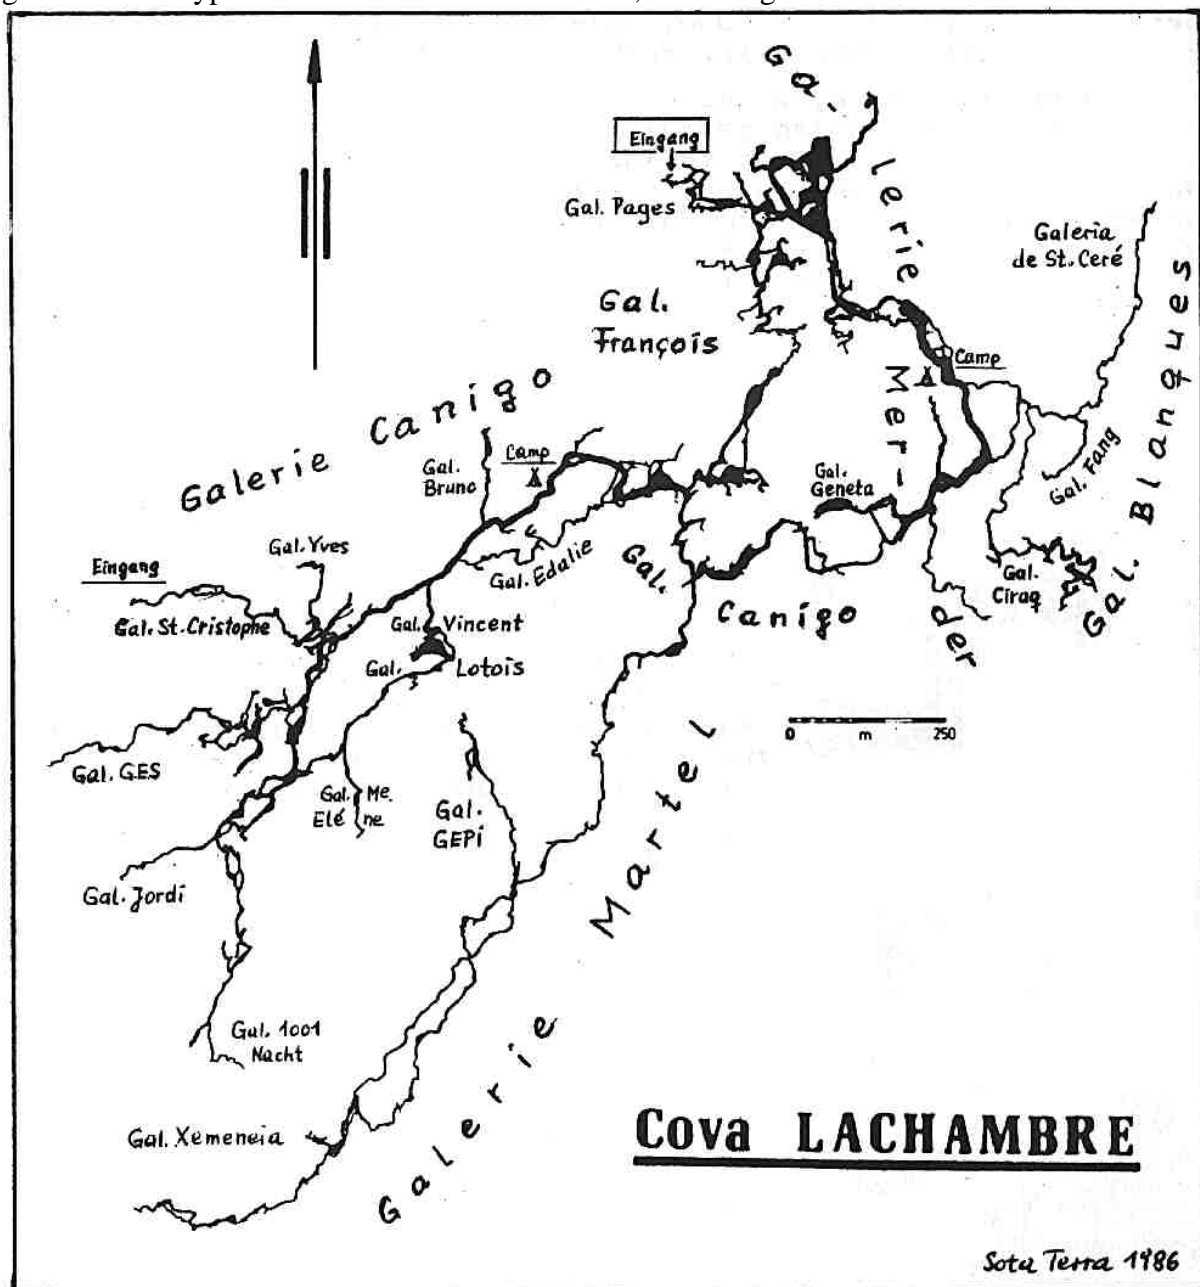 Ga-
lerie
Mer-
der
Eingang
Gal. Pages
Galeria
de St. Ceré
Gal.
François
Camp
Gal. Blanques
Gal. Fang
Gal.
Ciraq
Gal.
Geneta
Galerie Canigo
Gal.
Bruno
Camp
Gal. Edalie
Gal.
Canigo
Gal. Yves
Eingang
Gal. St. Cristophe
Gal. Vincent
Gal. Lotois
0 m 250
Gal. GES
Gal. Me.
Elé ne
Gal.
GEPI
Gal. Jordi
Galerie Martel
Gal. 1001
Nacht
Gal. Xemeneia
Cova LACHAMBRE
Sota Terra 1986